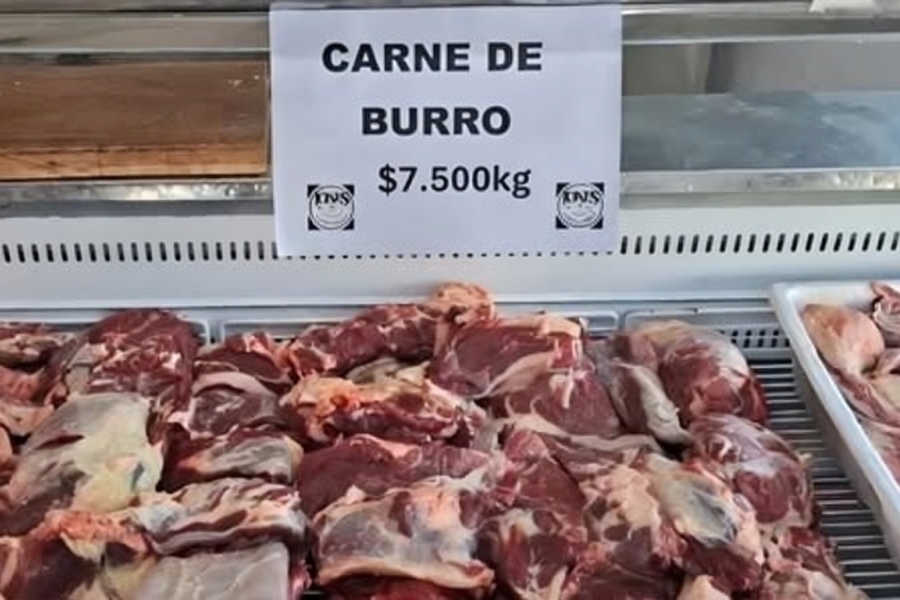 CARNE DE
BURRO
$7.500kg